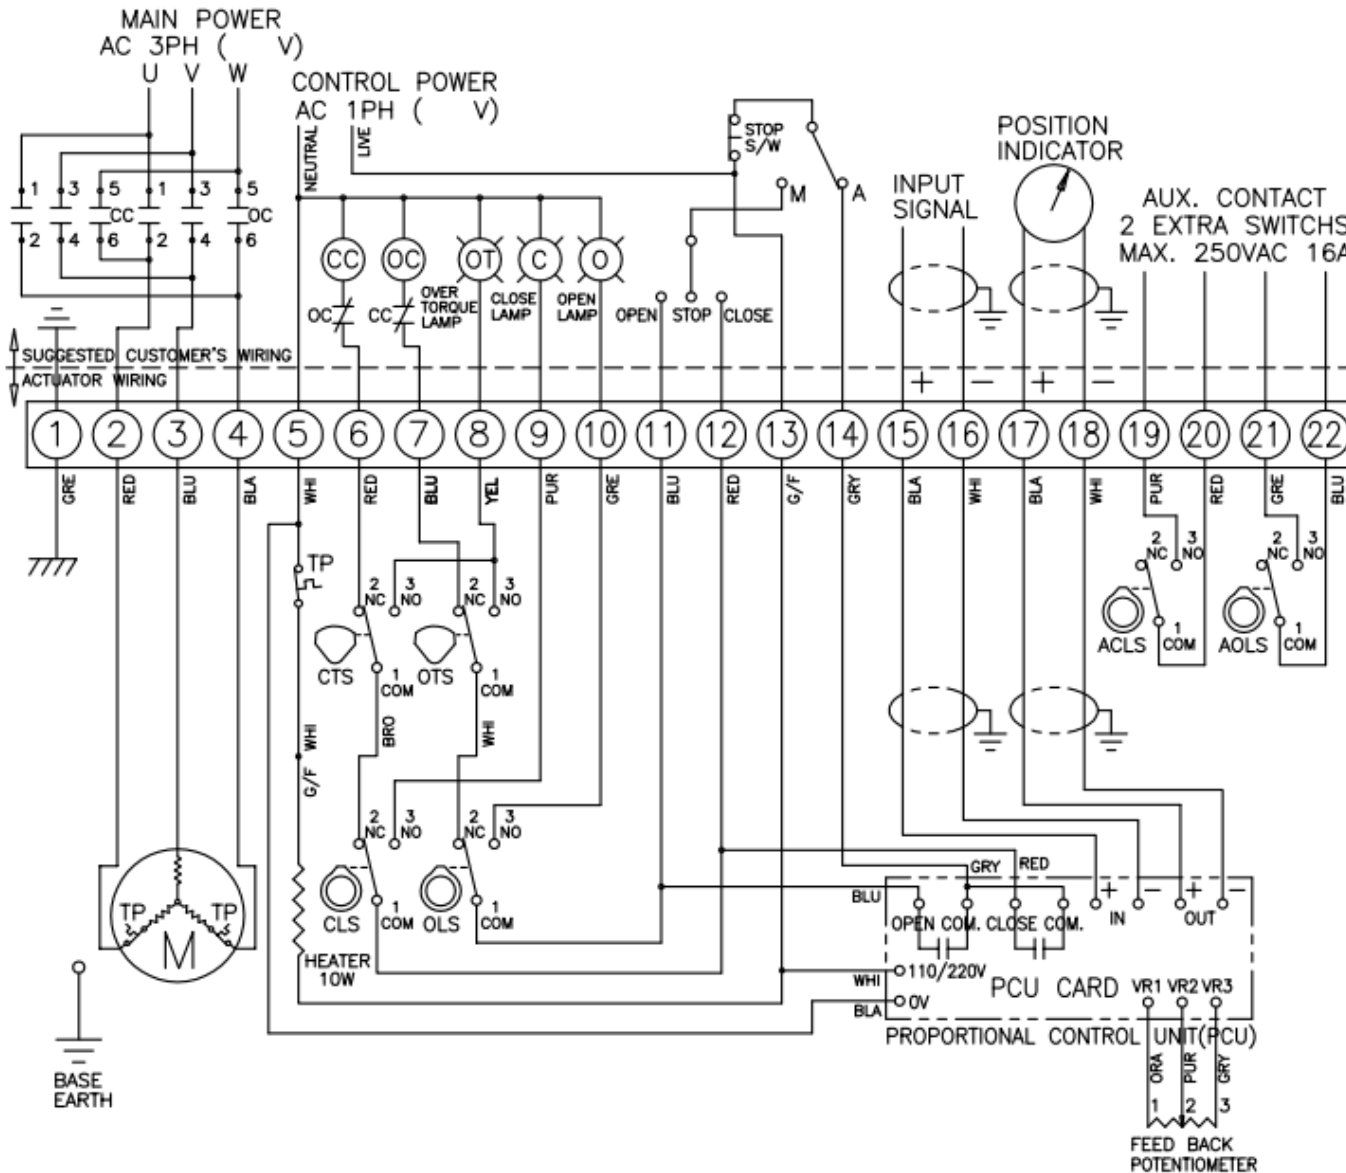 MAIN POWER
AC 3PH ( V)
U V W
CONTROL POWER
AC 1PH ( V)
NEUTRAL
LIVE
STOP
S/W
M A
POSITION
INDICATOR
INPUT
SIGNAL
AUX. CONTACT
2 EXTRA SWITCHS
MAX. 250VAC 16A
1 3 5 1 3 5
CC OC
2 4 6 2 4 6
CC OC OT C O
OC CC
OVER
TORQUE
LAMP
CLOSE
LAMP
OPEN
LAMP
OPEN STOP CLOSE
SUGGESTED CUSTOMER'S WIRING
ACTUATOR WIRING
+ - + -
1 2 3 4 5 6 7 8 9 10 11 12 13 14 15 16 17 18 19 20 21 22
GRE RED BLU BLA WHI RED BLU YEL PUR GRE BLU RED G/F GRY BLA WHI BLA WHI PUR RED GRE BLU
TP
2 3 2 3
NC NO NC NO
2 3 2 3
NC NO NC NO
CTS OTS
1 1
COM COM
ACLS AOLS
1 1
COM COM
BRO WHI
WHI
G/F
2 3 2 3
NC NO NC NO
CLS OLS
1 1
COM COM
TP TP
M
HEATER
10W
BASE
EARTH
GRY RED
BLU
+ - + -
IN OUT
OPEN COM. CLOSE COM.
WHI 110/220V
BLA 0V
PCU CARD
VR1 VR2 VR3
PROPORTIONAL CONTROL UNIT(PCU)
ORA PUR GRY
1 2 3
FEED BACK
POTENTIOMETER